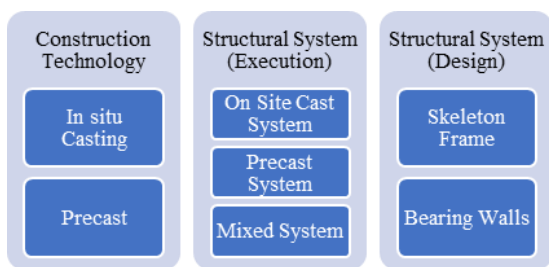 Construction
Technology
In situ
Casting
Precast
Structural System
(Execution)
On Site Cast
System
Precast
System
Mixed System
Structural System
(Design)
Skeleton
Frame
Bearing Walls